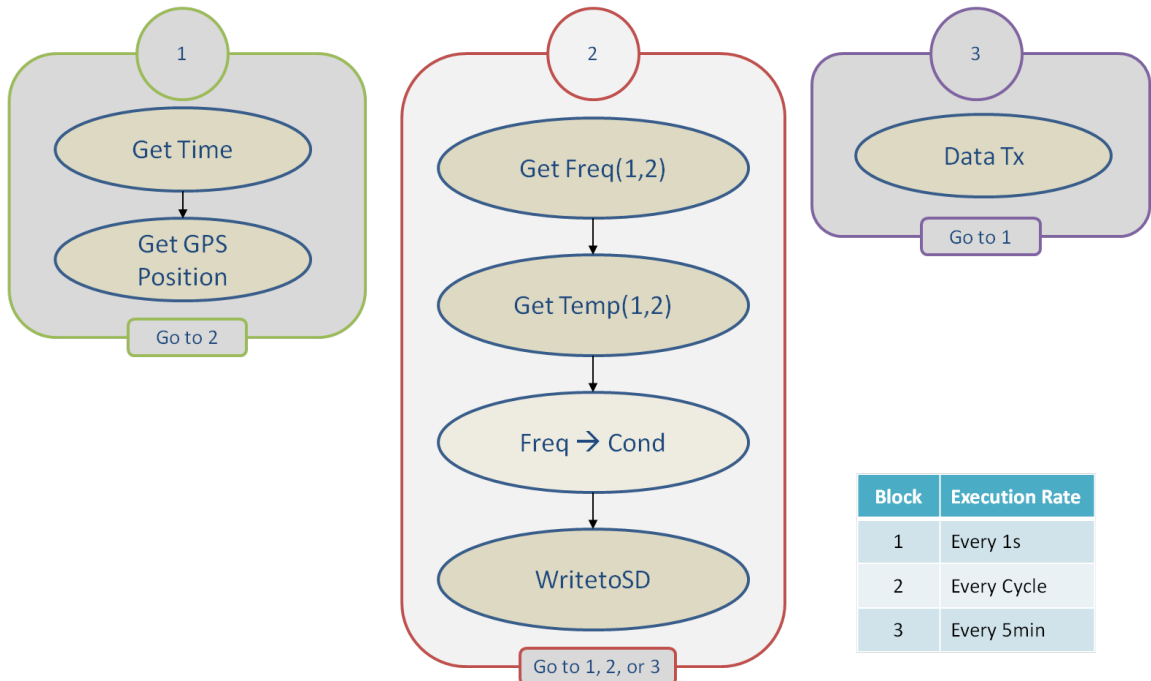 1
Get Time
Get GPS
Position
Go to 2
2
Get Freq(1,2)
Get Temp(1,2)
Freq → Cond
WritetoSD
Go to 1, 2, or 3
3
Data Tx
Go to 1
Block Execution Rate
1 Every 1s
2 Every Cycle
3 Every 5min